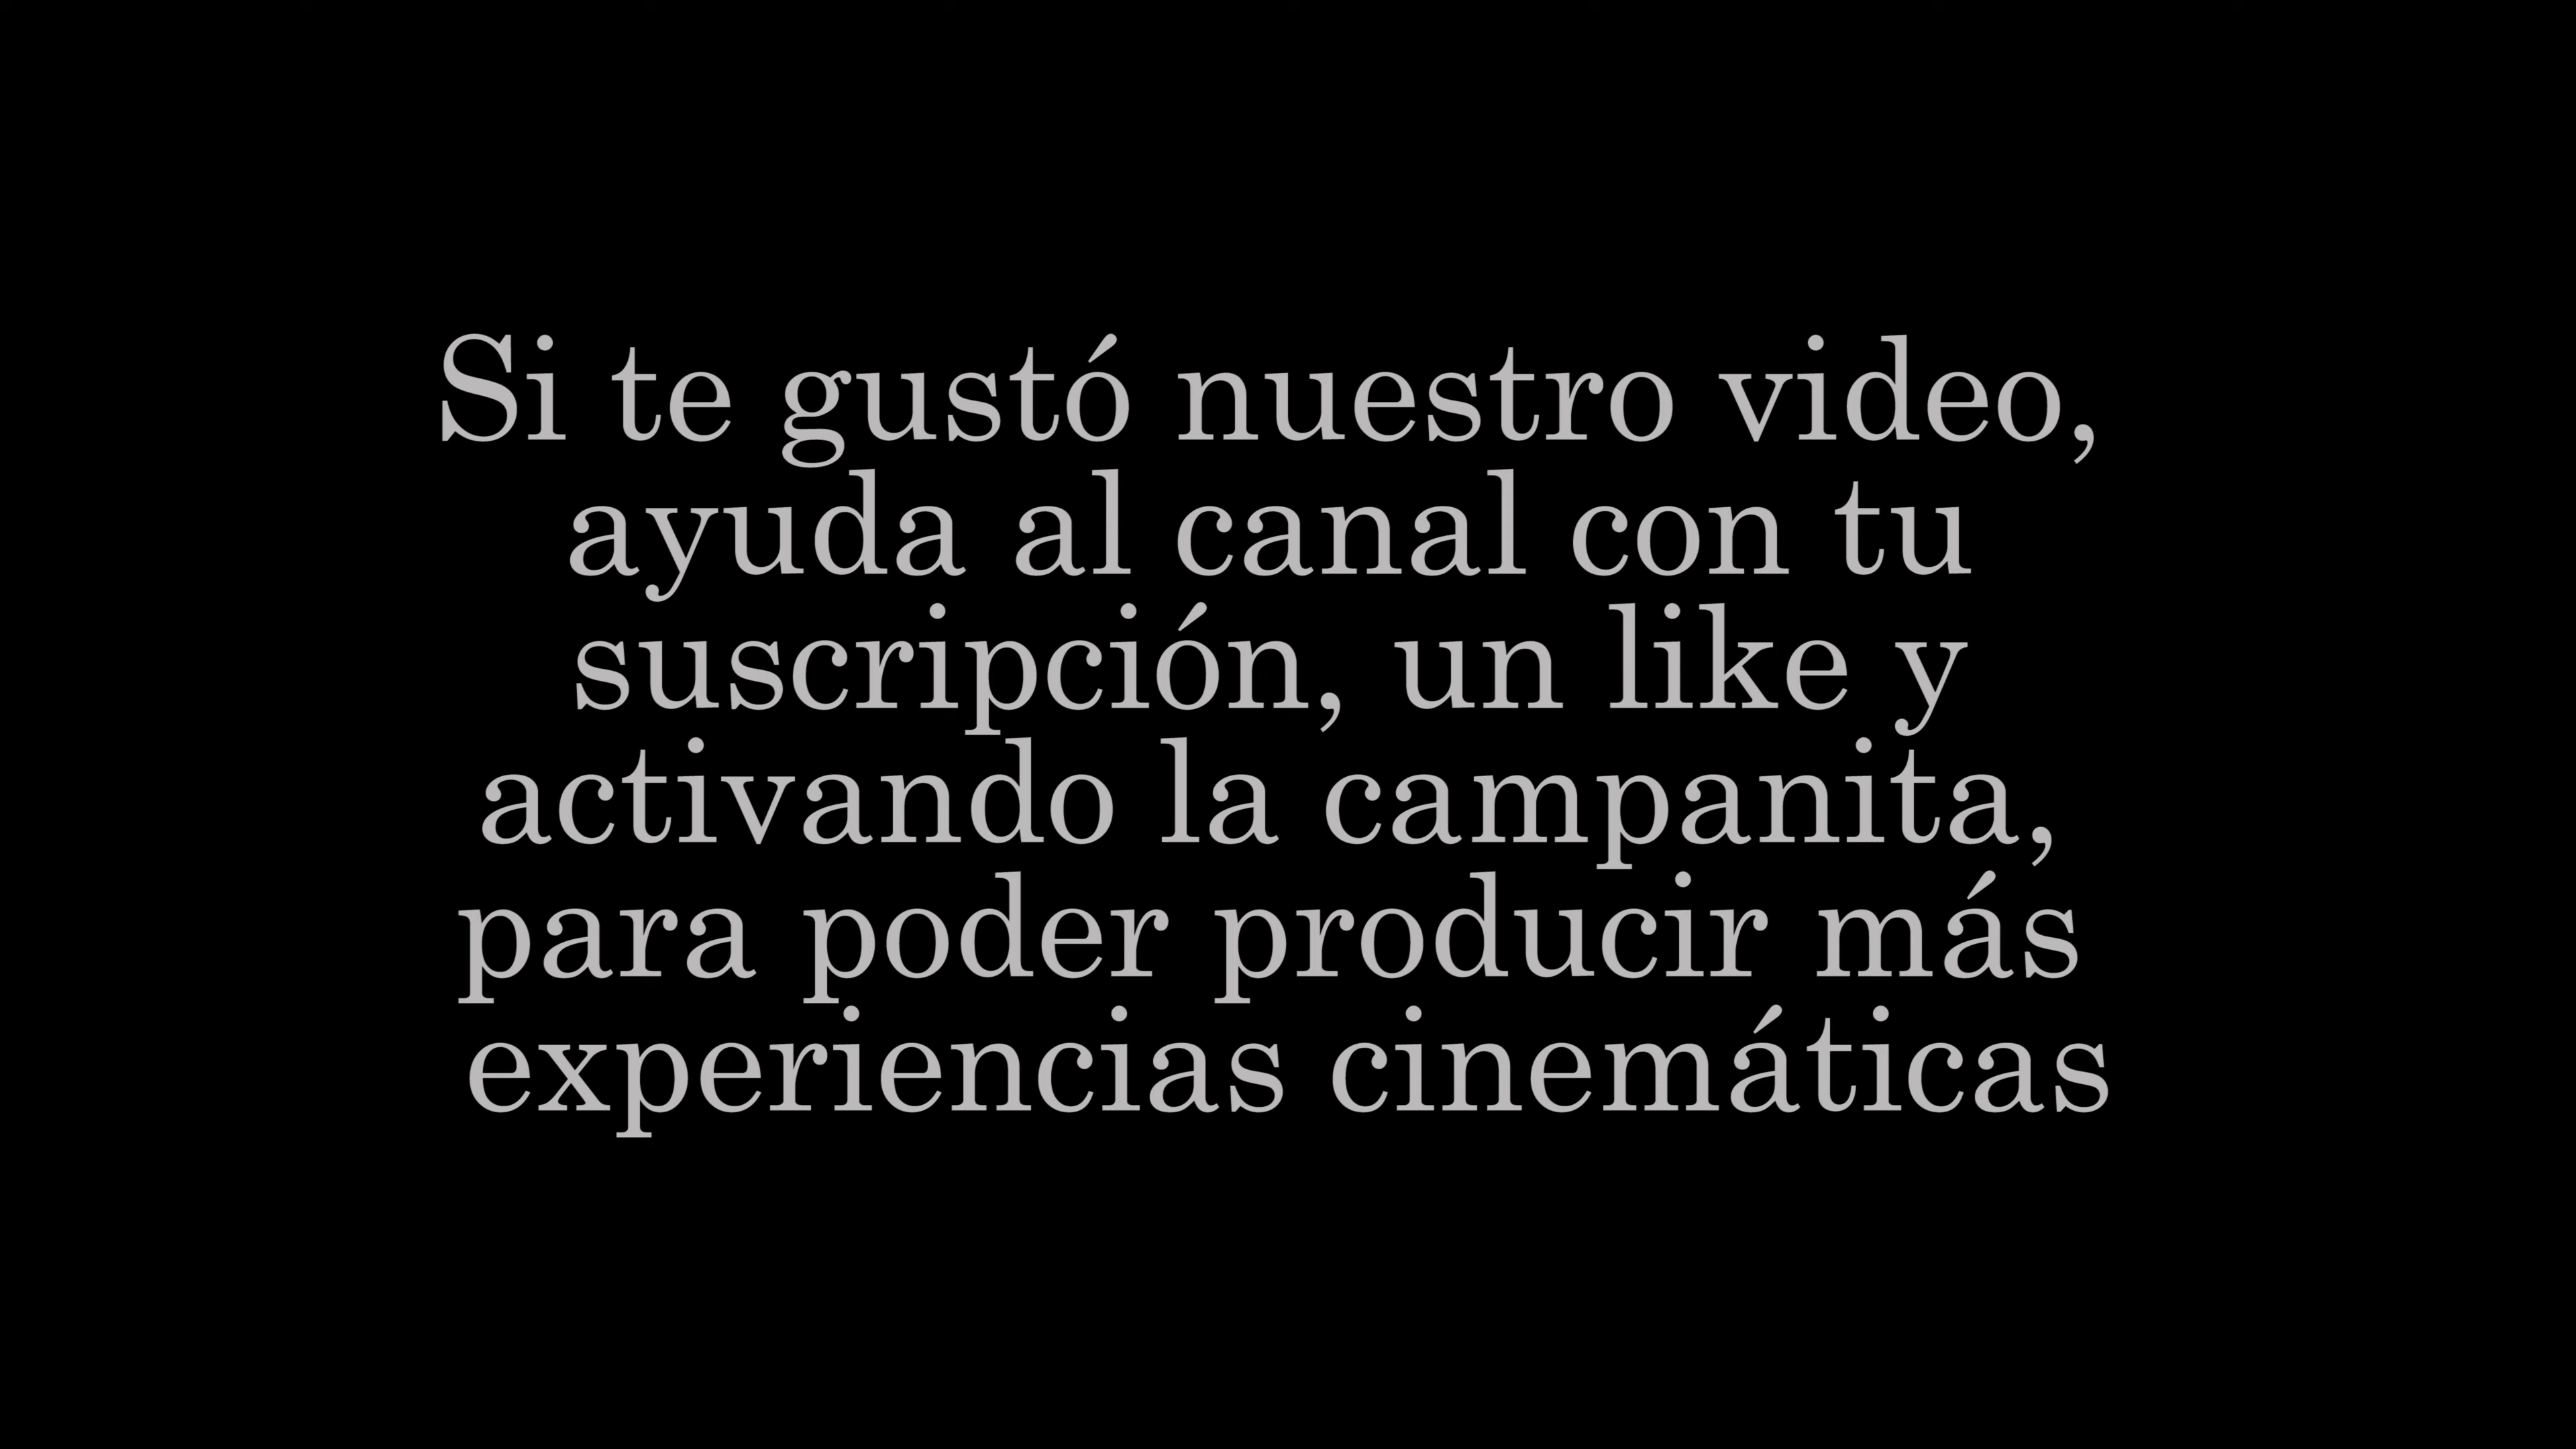 Si te gustó nuestro video,
ayuda al canal con tu
suscripción, un like y
activando la campanita,
para poder producir más
experiencias cinemáticas